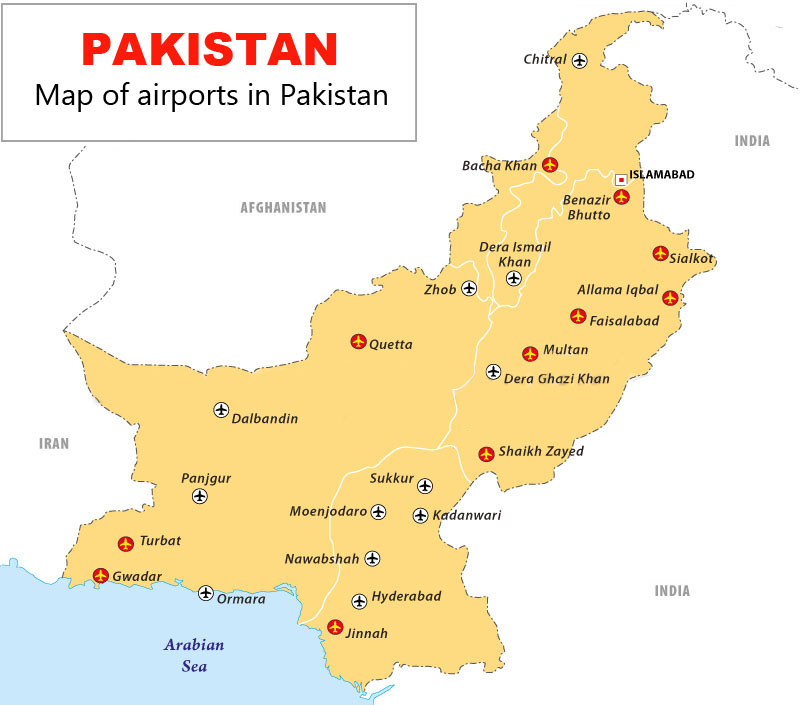 PAKISTAN
Map of airports in Pakistan
Chitral
INDIA
Bacha Khan
ISLAMABAD
Benazir
Bhutto
AFGHANISTAN
Dera Ismail
Khan
Sialkot
Zhob
Allama Iqbal
Faisalabad
Quetta
Multan
Dera Ghazi Khan
Dalbandin
IRAN
Shaikh Zayed
Panjgur
Sukkur
Moenjodaro
Kadanwari
Turbat
Nawabshah
Gwadar
INDIA
Ormara
Hyderabad
Jinnah
Arabian
Sea